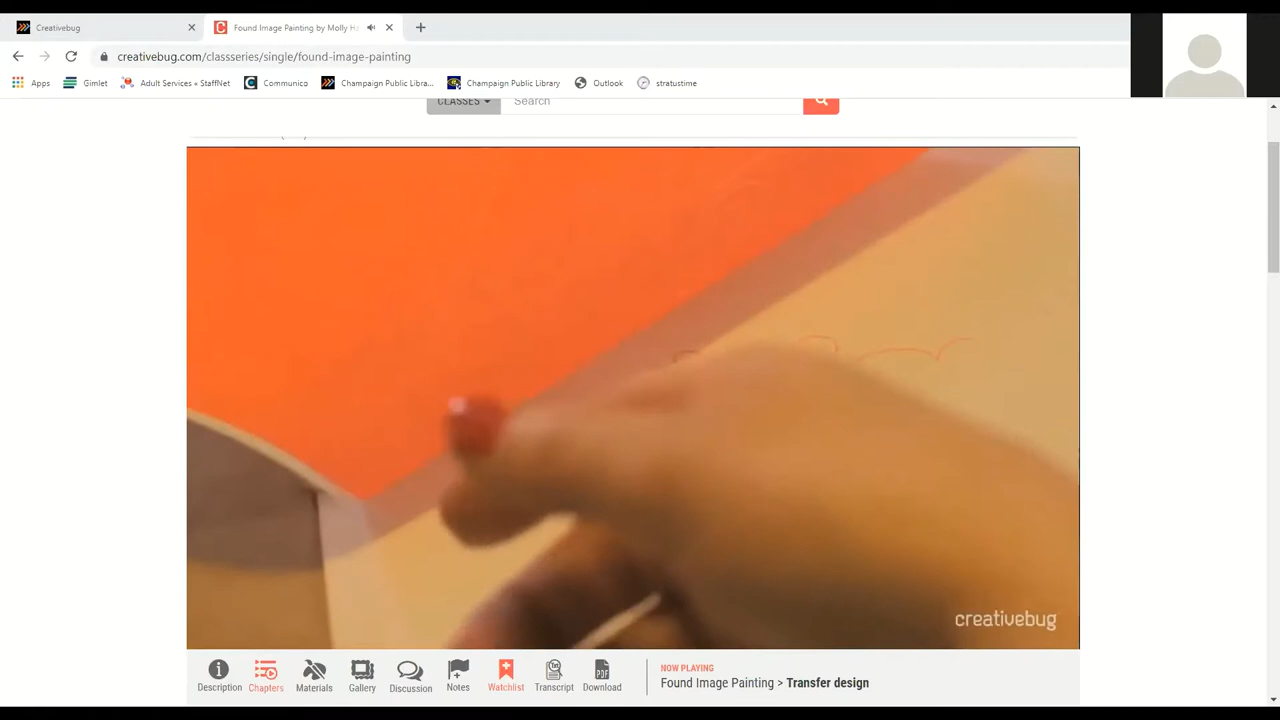 Creativebug
Found Image Painting by Molly Ha
creativebug.com/classseries/single/found-image-painting
Apps Gimlet Adult Services « StaffNet Communico Champaign Public Libra... Champaign Public Library Outlook stratustime
CLASSES Search
creativebug
Description Chapters Materials Gallery Discussion Notes Watchlist Transcript Download
NOW PLAYING
Found Image Painting > Transfer design